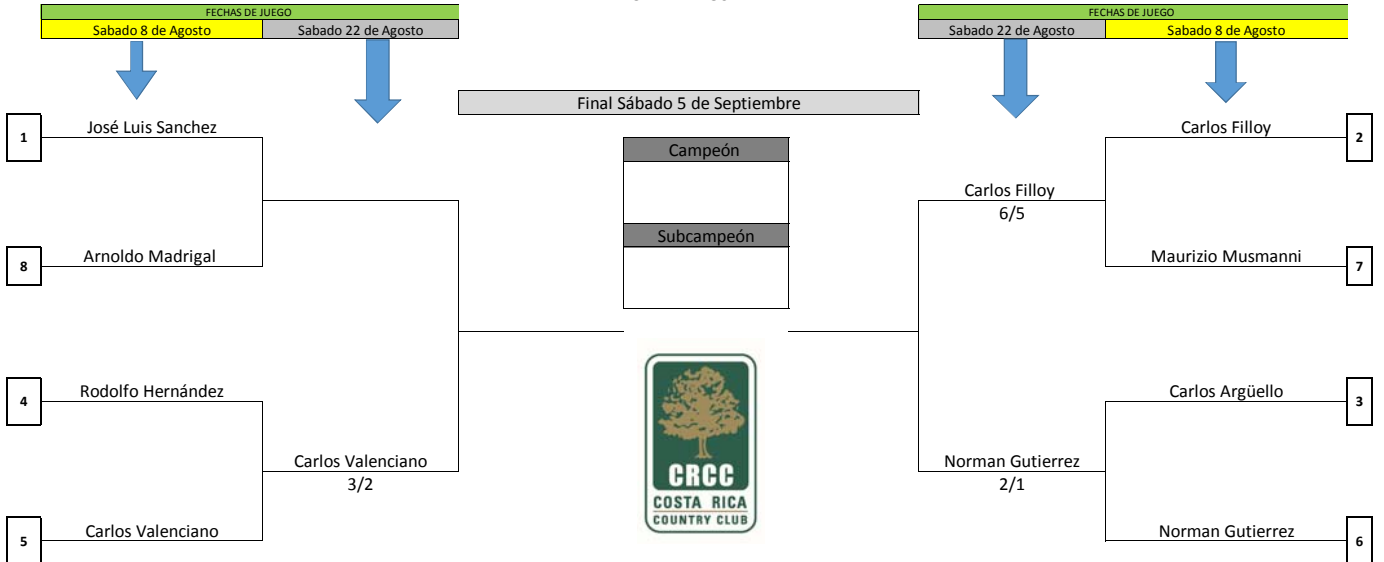 FECHAS DE JUEGO
FECHAS DE JUEGO
Sabado 8 de Agosto
Sabado 22 de Agosto
Sabado 22 de Agosto
Sabado 8 de Agosto
Final Sábado 5 de Septiembre
1
José Luis Sanchez
Carlos Filloy
2
Campeón
Carlos Filloy
6/5
Subcampeón
8
Arnoldo Madrigal
Maurizio Musmanni
7
4
Rodolfo Hernández
Carlos Argüello
3
Carlos Valenciano
3/2
Norman Gutierrez
2/1
CRCC
COSTA RICA
COUNTRY CLUB
5
Carlos Valenciano
Norman Gutierrez
6